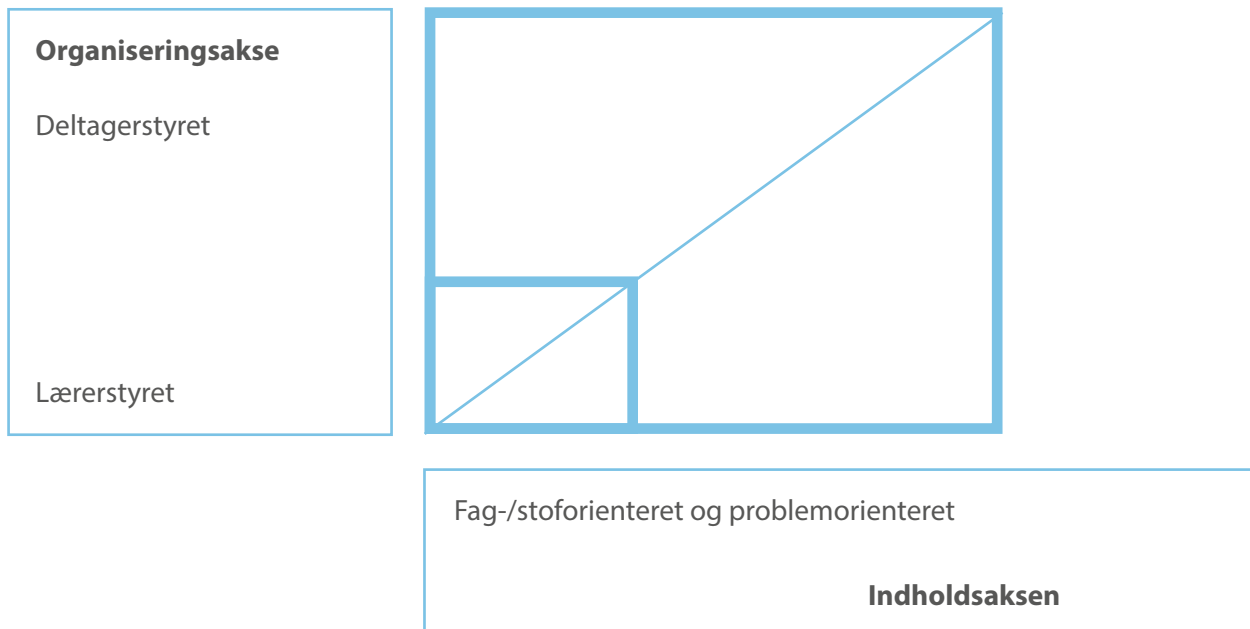 Organiseringsakse
Deltagerstyret
Lærerstyret
Fag-/stoforienteret og problemorienteret
Indholdsaksen